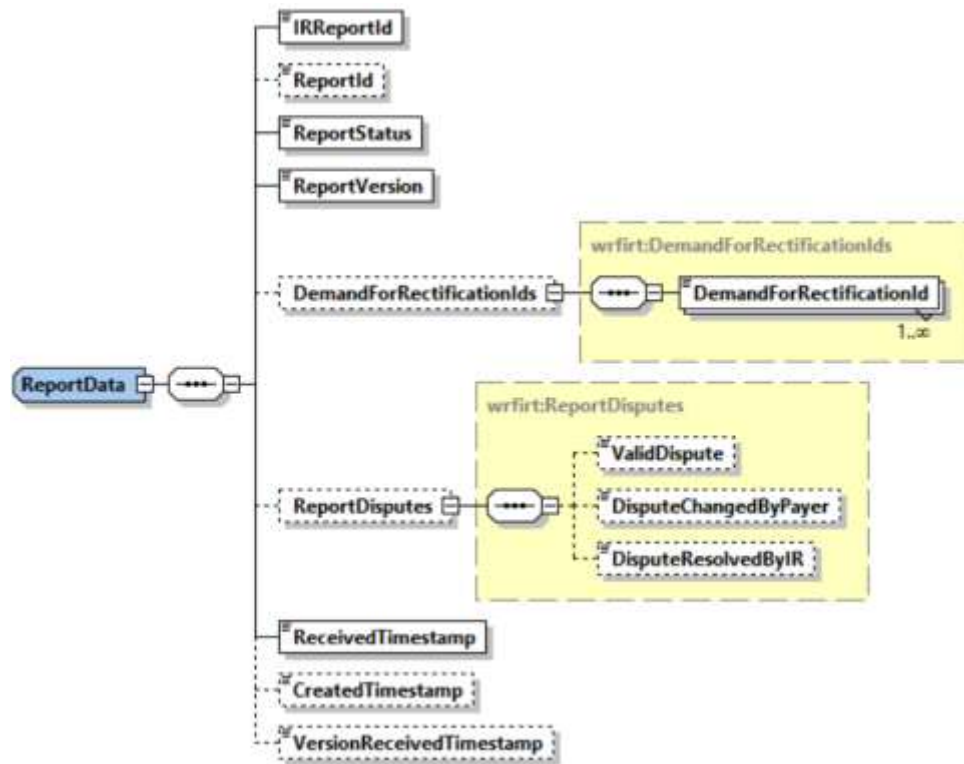 IRReportId
ReportId
ReportStatus
ReportVersion
wrfirt:DemandForRectificationIds
DemandForRectificationIds
DemandForRectificationId
1..∞
ReportData
wrfirt:ReportDisputes
ValidDispute
ReportDisputes
DisputeChangedByPayer
DisputeResolvedByIR
ReceivedTimestamp
CreatedTimestamp
VersionReceivedTimestamp